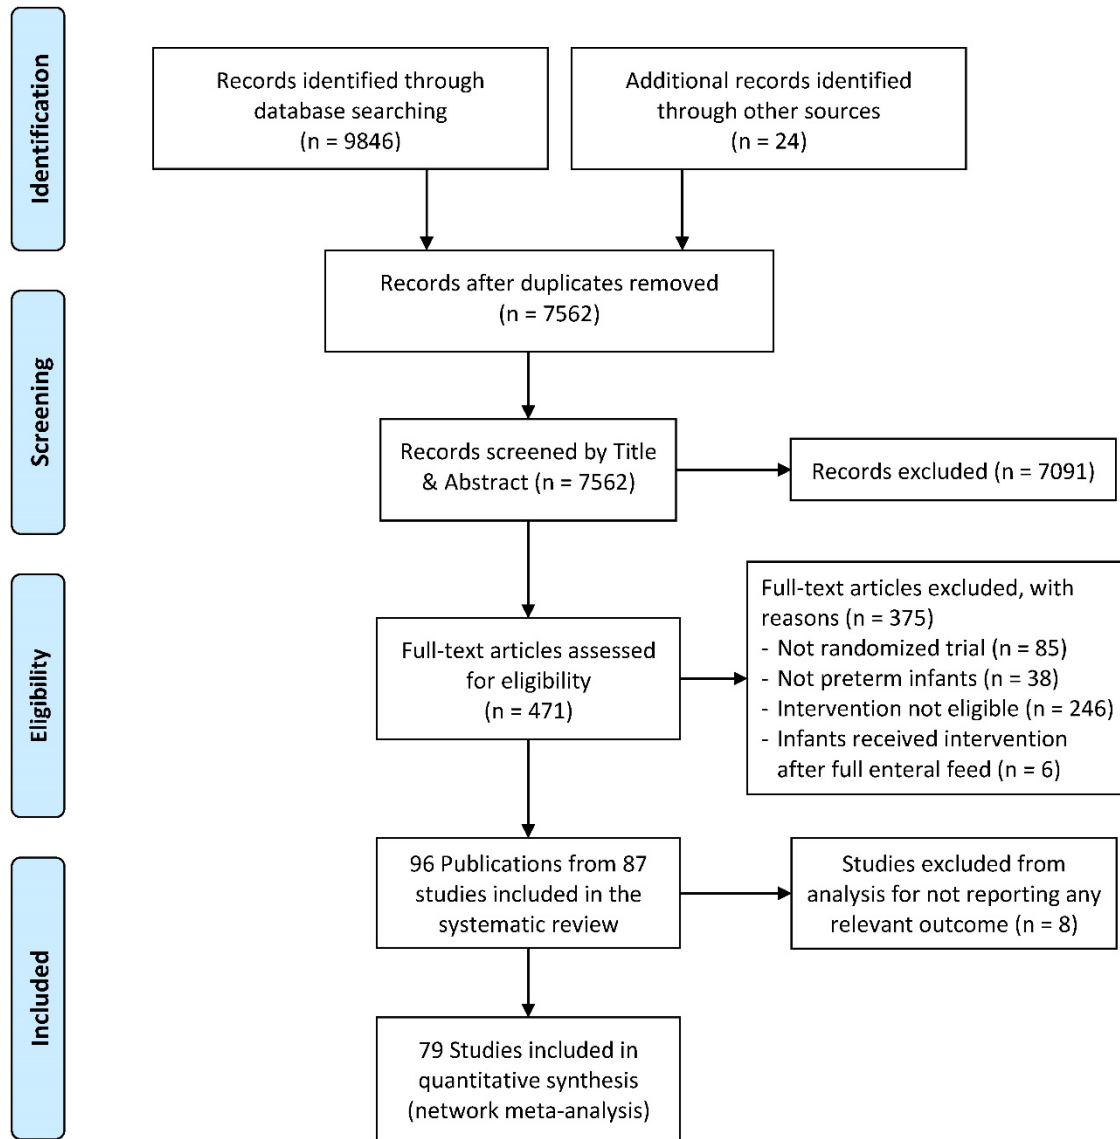 Identification
Records identified through
database searching
(n = 9846)
Additional records identified
through other sources
(n = 24)
Records after duplicates removed
(n = 7562)
Screening
Records screened by Title
& Abstract (n = 7562)
Records excluded (n = 7091)
Eligibility
Full-text articles assessed
for eligibility
(n = 471)
Full-text articles excluded, with
reasons (n = 375)
- Not randomized trial (n = 85)
- Not preterm infants (n = 38)
- Intervention not eligible (n = 246)
- Infants received intervention
after full enteral feed (n = 6)
Included
96 Publications from 87
studies included in the
systematic review
Studies excluded from
analysis for not reporting any
relevant outcome (n = 8)
79 Studies included in
quantitative synthesis
(network meta-analysis)